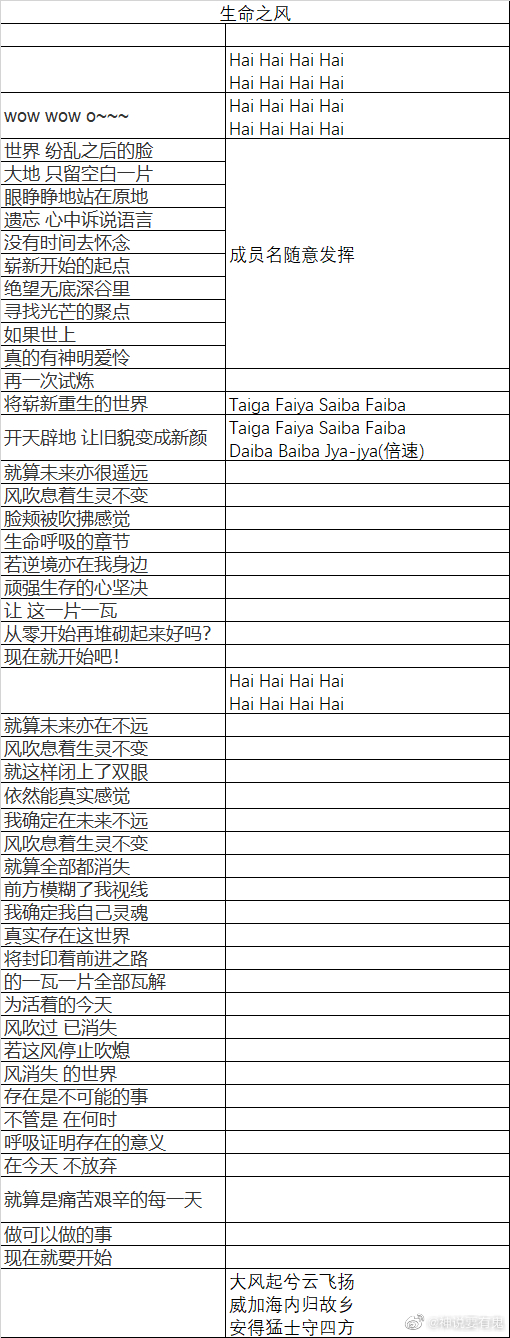 生命之风
Hai Hai Hai Hai
Hai Hai Hai Hai
wow wow o~~~
Hai Hai Hai Hai
Hai Hai Hai Hai
世界 纷乱之后的脸
大地 只留空白一片
眼睁睁地站在原地
遗忘 心中诉说语言
没有时间去怀念
崭新开始的起点
绝望无底深谷里
寻找光芒的聚点
如果世上
真的有神明爱怜
成员名随意发挥
再一次试炼
将崭新重生的世界
Taiga Faiya Saiba Faiba
开天辟地 让旧貌变成新颜
Taiga Faiya Saiba Faiba
Daiba Baiba Jya-jya(倍速)
就算未来亦很遥远
风吹息着生灵不变
脸颊被吹拂感觉
生命呼吸的章节
若逆境亦在我身边
顽强生存的心坚决
让 这一片一瓦
从零开始再堆砌起来好吗？
现在就开始吧！
Hai Hai Hai Hai
Hai Hai Hai Hai
就算未来亦在不远
风吹息着生灵不变
就这样闭上了双眼
依然能真实感觉
我确定在未来不远
风吹息着生灵不变
就算全部都消失
前方模糊了我视线
我确定我自己灵魂
真实存在这世界
将封印着前进之路
的一瓦一片全部瓦解
为活着的今天
风吹过 已消失
若这风停止吹熄
风消失 的世界
存在是不可能的事
不管是 在何时
呼吸证明存在的意义
在今天 不放弃
就算是痛苦艰辛的每一天
做可以做的事
现在就要开始
大风起兮云飞扬
威加海内归故乡
安得猛士守四方